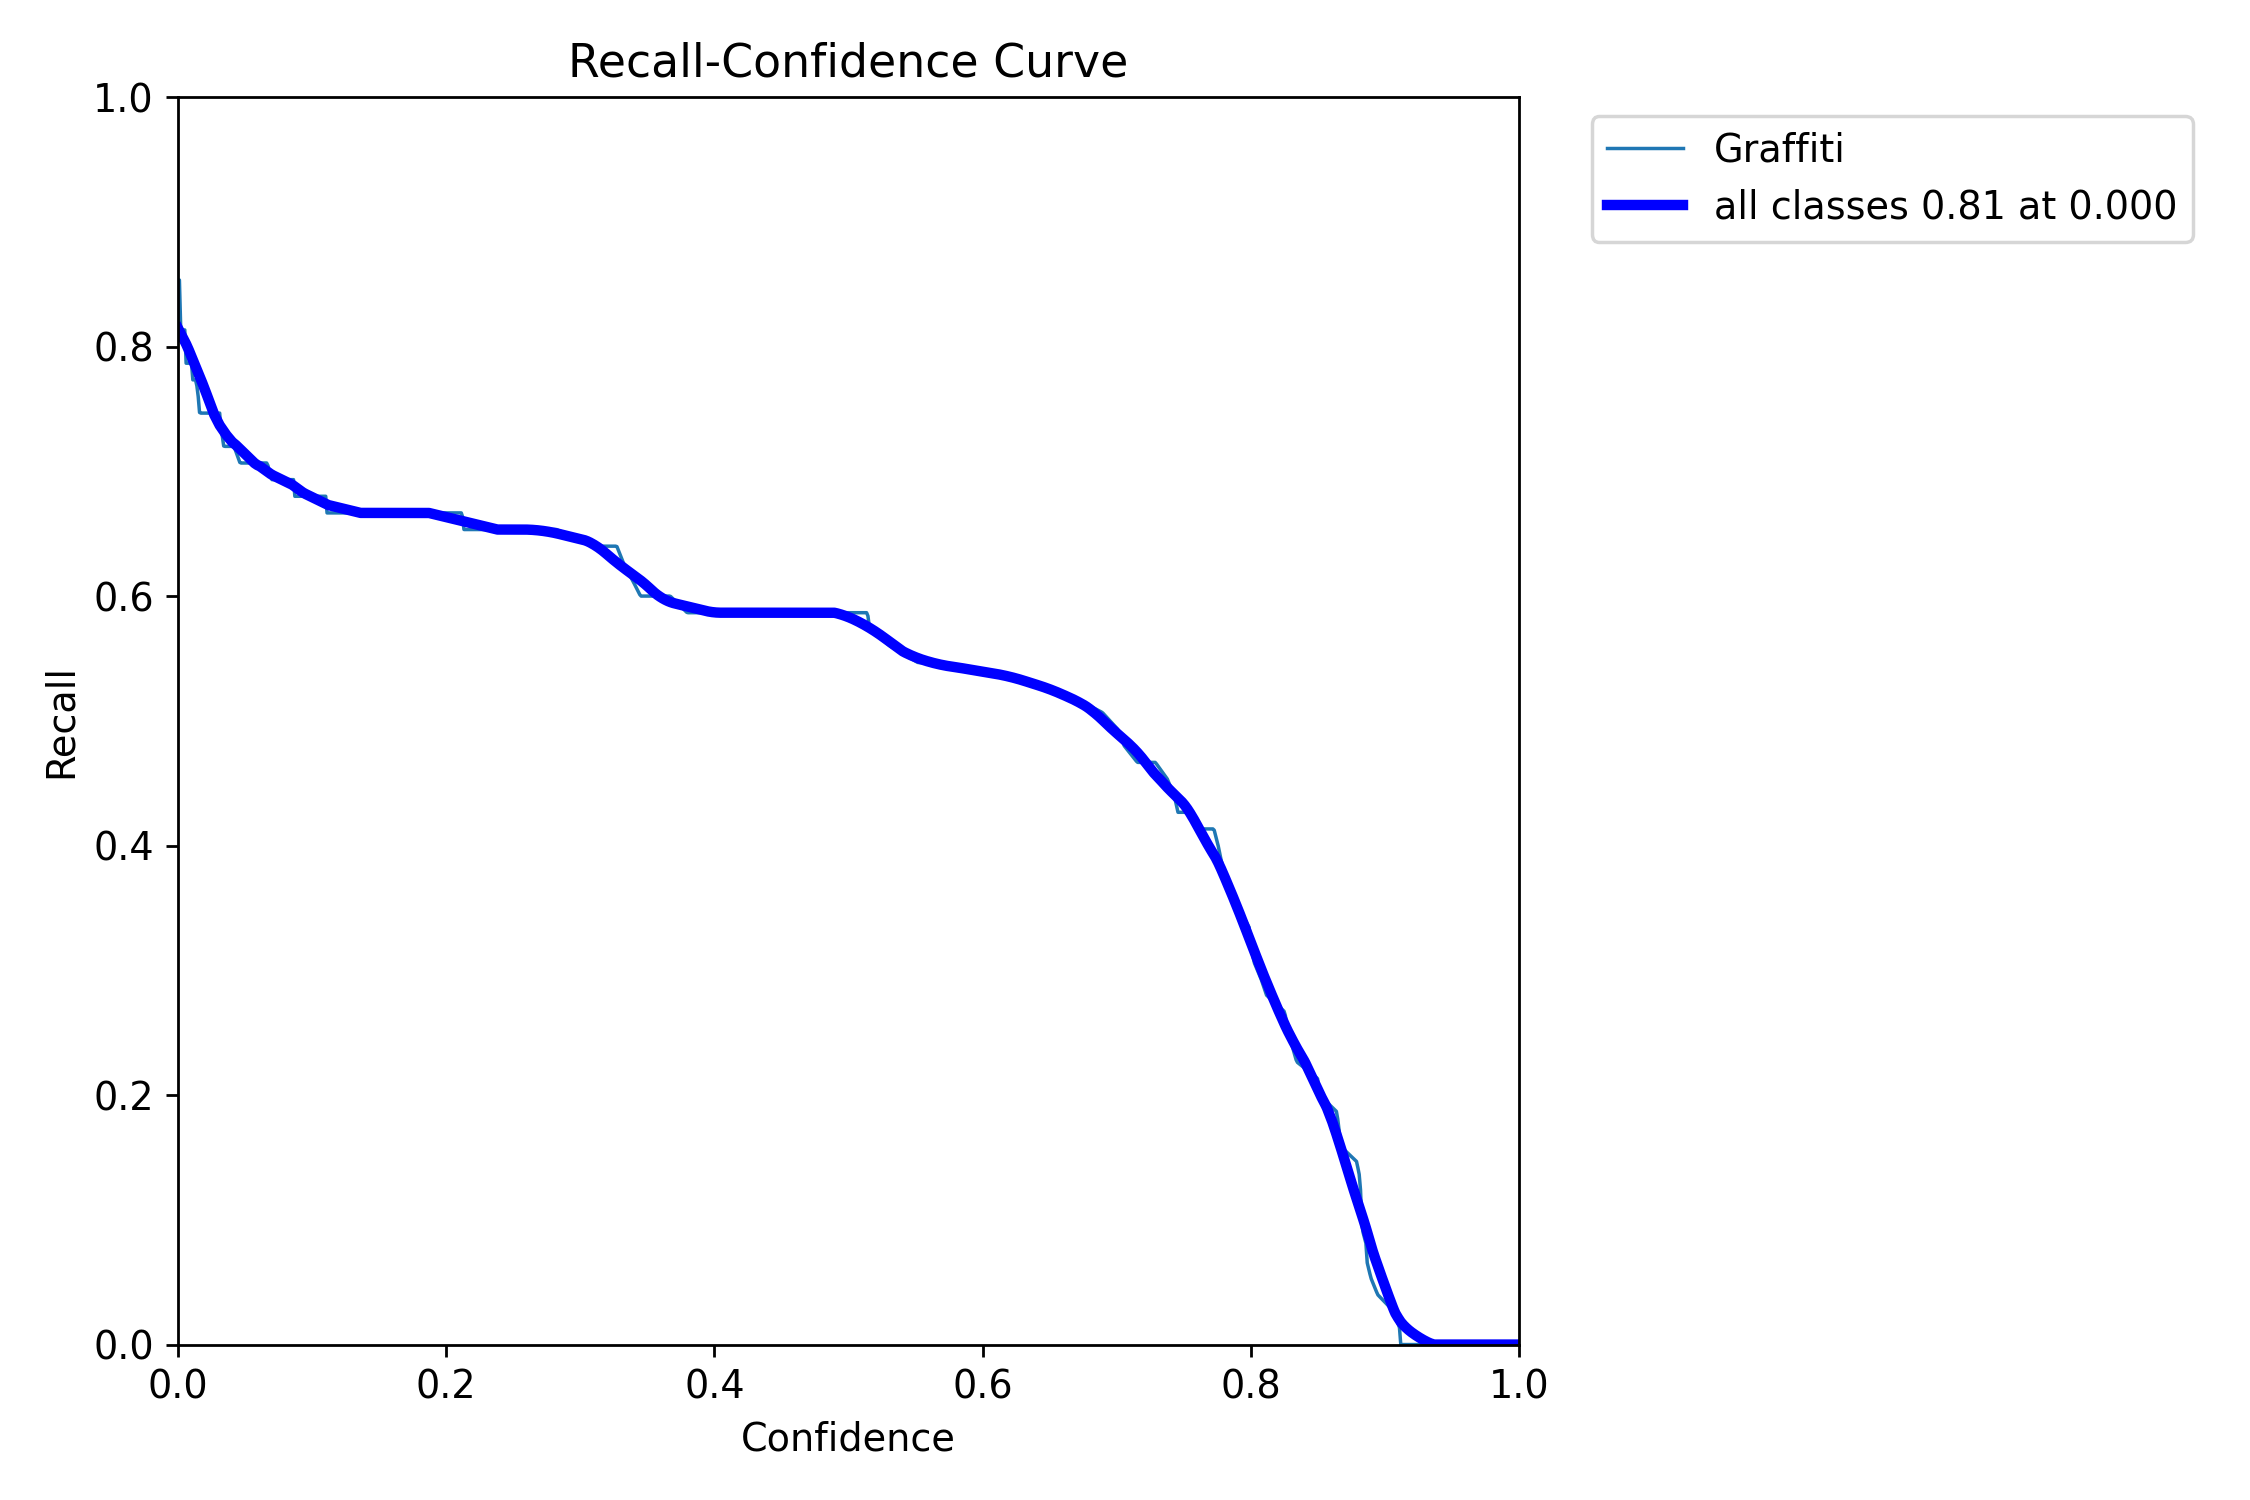 Recall-Confidence Curve
1.0
0.8
0.6
0.4
0.2
0.0
Recall
0.0 0.2 0.4 0.6 0.8 1.0
Confidence
Graffiti
all classes 0.81 at 0.000